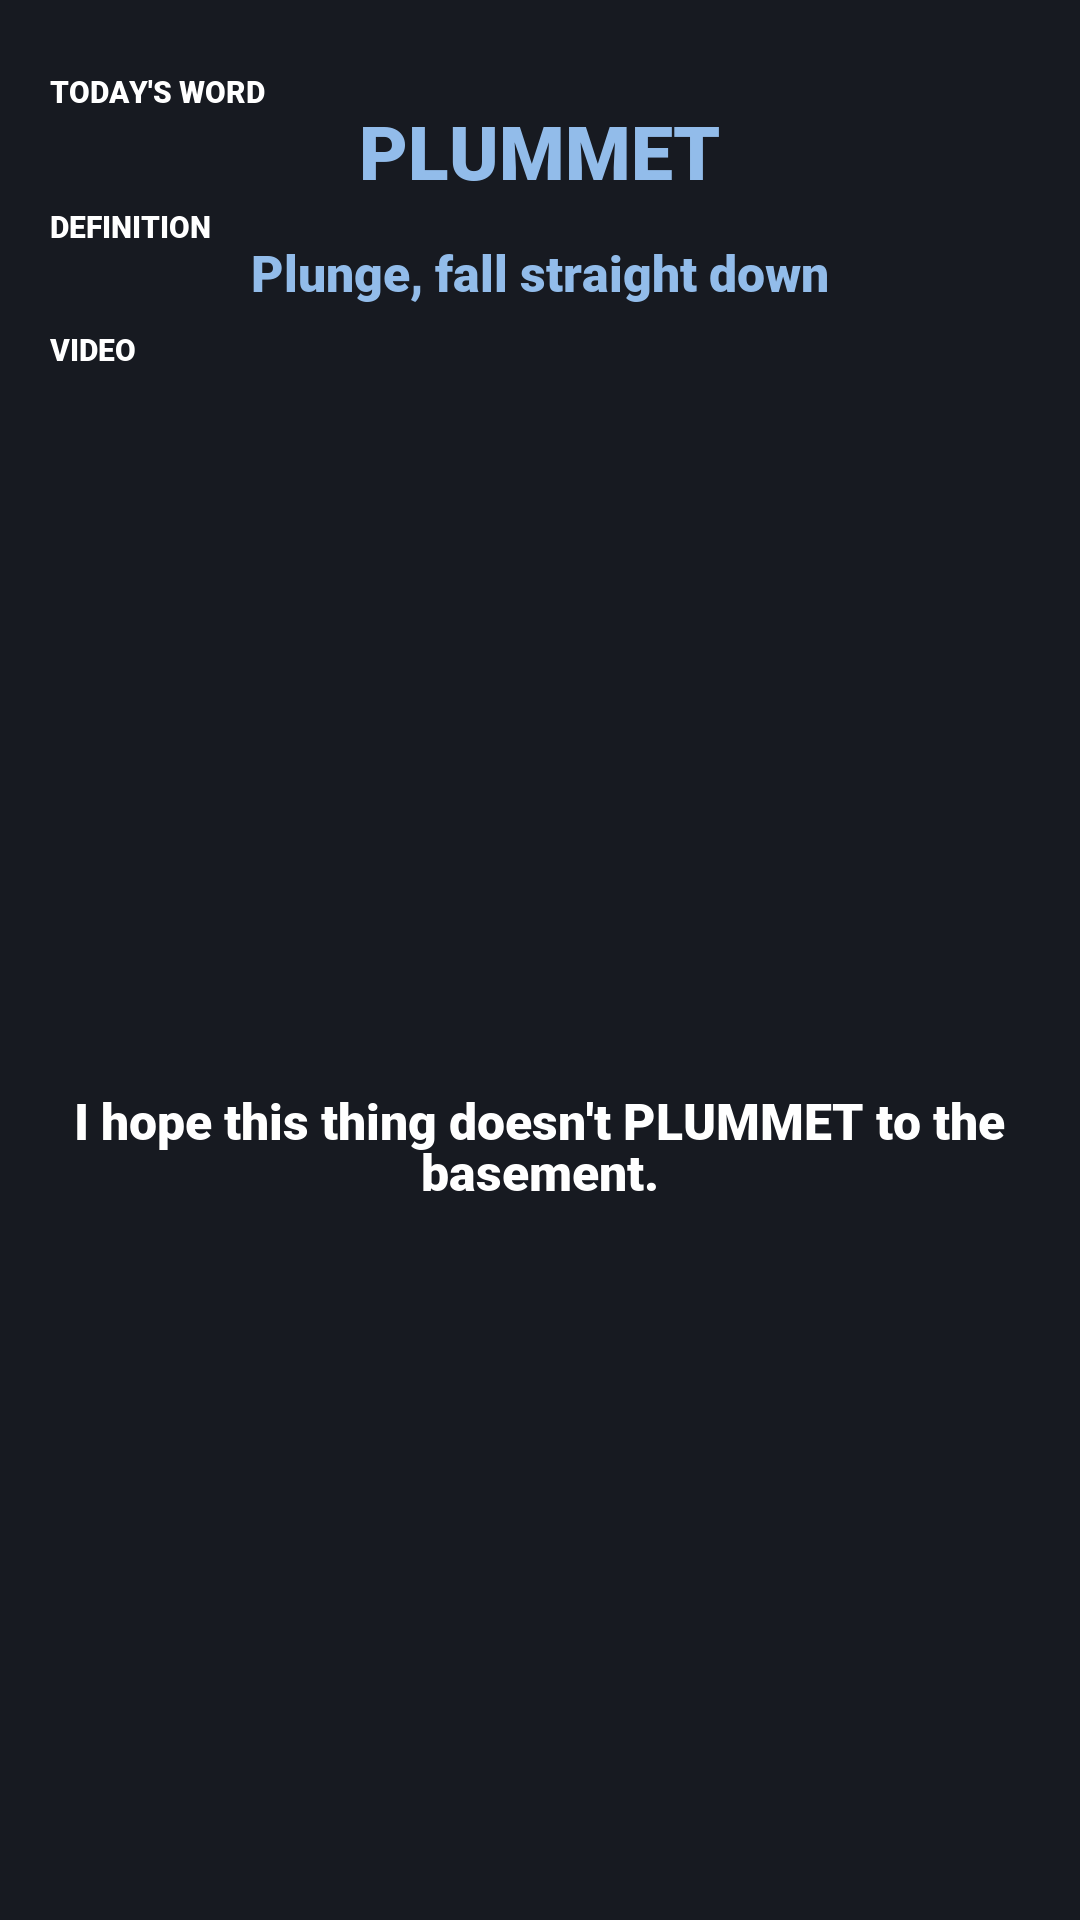 TODAY'S WORD
PLUMMET
DEFINITION
Plunge, fall straight down
VIDEO
I hope this thing doesn't PLUMMET to the
basement.